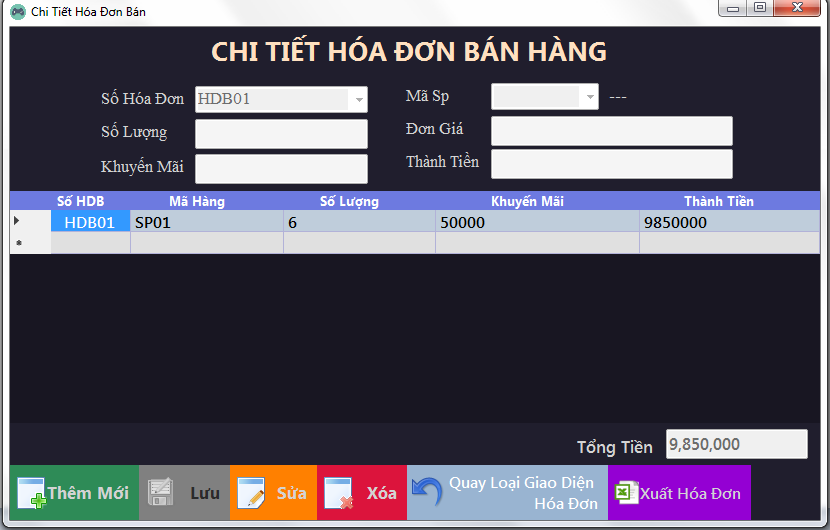 Chi Tiết Hóa Đơn Bán
CHI TIẾT HÓA ĐƠN BÁN HÀNG
Số Hóa Đơn HDB01 Mã Sp ---
Số Lượng Đơn Giá
Khuyến Mãi Thành Tiền
Số HDB Mã Hàng Số Lượng Khuyến Mãi Thành Tiền
HDB01 SP01 6 50000 9850000
Tổng Tiền 9,850,000
Thêm Mới Lưu Sửa Xóa Quay Loại Giao Diện
Hóa Đơn Xuất Hóa Đơn